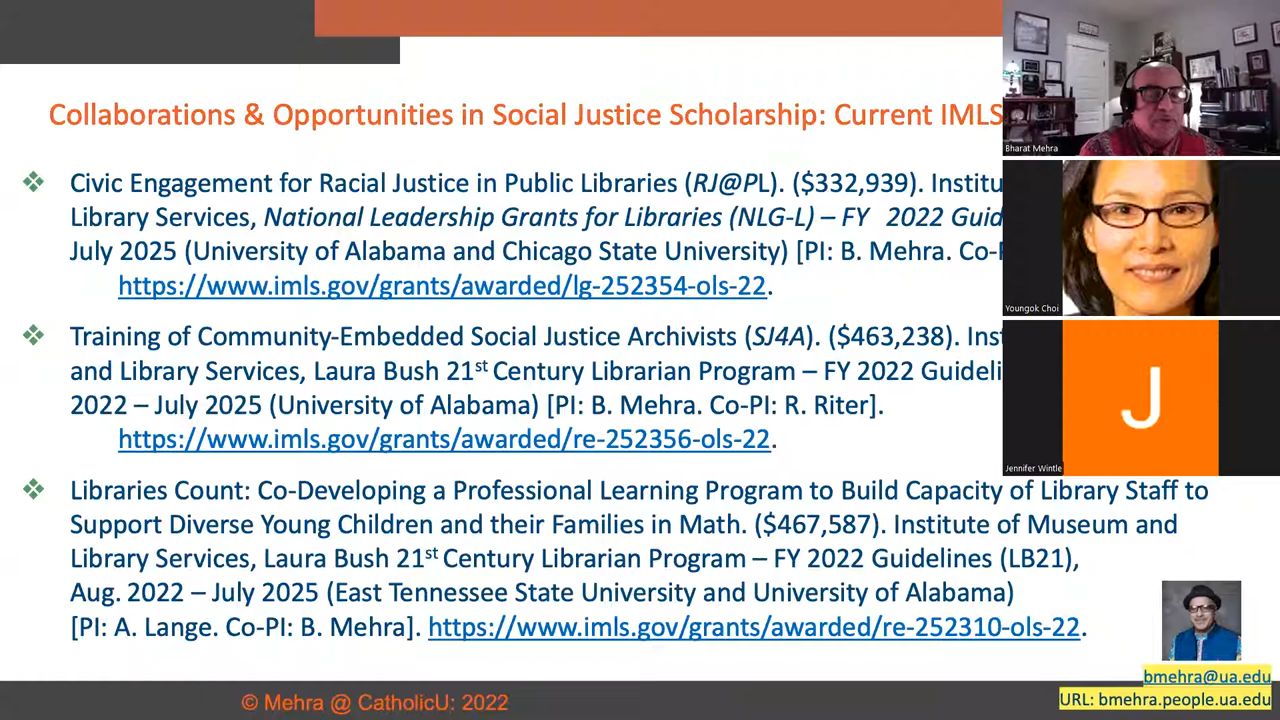 Collaborations & Opportunities in Social Justice Scholarship: Current IMLS
❖ Civic Engagement for Racial Justice in Public Libraries (RJ@PL). ($332,939).
Library Services, National Leadership Grants for Libraries (NLG-L) – FY 2022
July 2025 (University of Alabama and Chicago State University) [PI: B. Mehra.
https://www.imls.gov/grants/awarded/lg-252354-ols-22.
❖ Training of Community-Embedded Social Justice Archivists (SJ4A). ($463,238).
and Library Services, Laura Bush 21st Century Librarian Program – FY 2022
2022 – July 2025 (University of Alabama) [PI: B. Mehra. Co-PI: R. Riter].
https://www.imls.gov/grants/awarded/re-252356-ols-22.
❖ Libraries Count: Co-Developing a Professional Learning Program to Build Capacity of Library Staff to
Support Diverse Young Children and their Families in Math. ($467,587). Institute of Museum and
Library Services, Laura Bush 21st Century Librarian Program – FY 2022 Guidelines (LB21),
Aug. 2022 – July 2025 (East Tennessee State University and University of Alabama)
[PI: A. Lange. Co-PI: B. Mehra]. https://www.imls.gov/grants/awarded/re-252310-ols-22.
Bharat Mehra
Youngok Choi
J
Jennifer Wintle
bmehra@ua.edu
URL: bmehra.people.ua.edu
© Mehra @ CatholicU: 2022